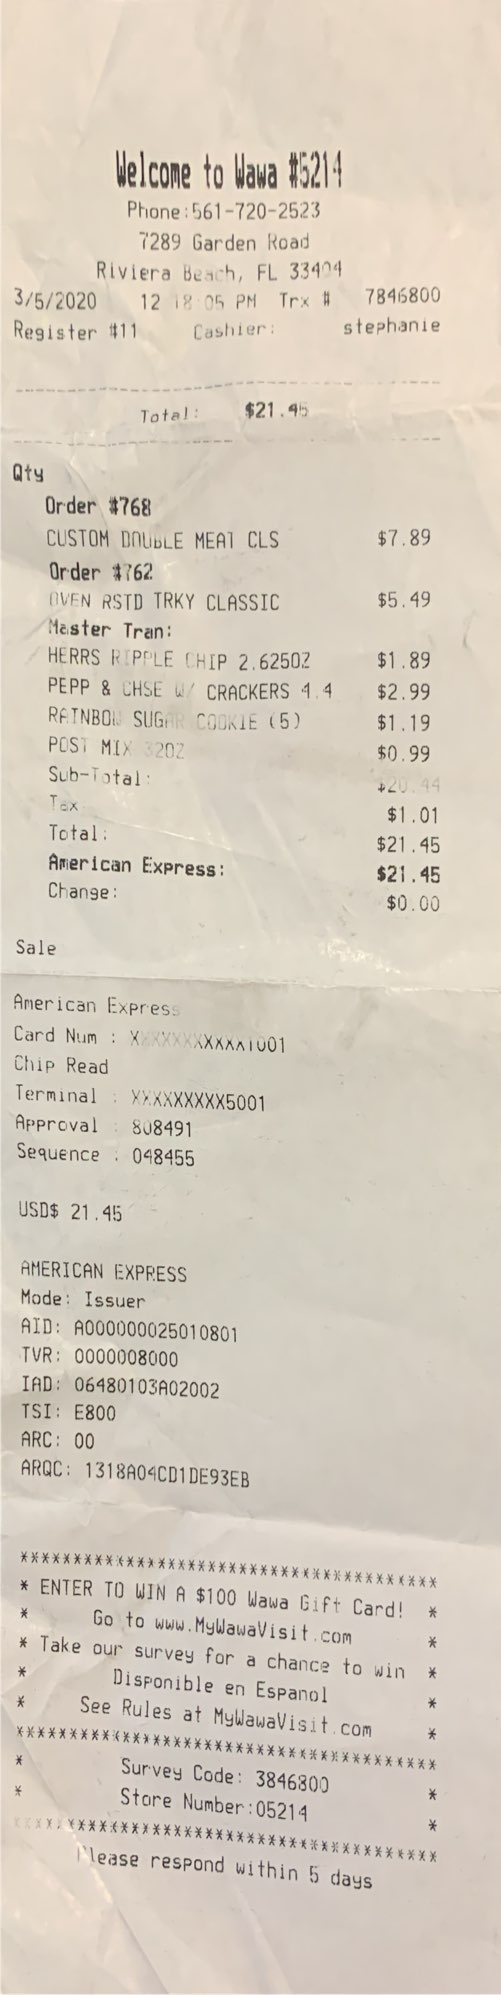 Welcome to Wawa #5214
Phone:561-720-2523
7289 Garden Road
Riviera Beach, FL 33404
3/5/2020 12 18:05 PM Trx # 7846800
Register #11 Cashier: stephanie
Total: $21.45
Qty
Order #768
CUSTOM DOUBLE MEAT CLS $7.89
Order #762
OVEN RSTD TRKY CLASSIC $5.49
Master Tran:
HERRS RIPPLE CHIP 2.625OZ $1.89
PEPP & CHSE W/ CRACKERS 4.4 $2.99
RAINBOW SUGAR COOKIE (5) $1.19
POST MIX 32OZ $0.99
Sub-Total: $20.44
Tax $1.01
Total: $21.45
American Express: $21.45
Change: $0.00
Sale
American Express
Card Num : XXXXXXXXXXXX1001
Chip Read
Terminal : XXXXXXXXX5001
Approval : 808491
Sequence : 048455
USD$ 21.45
AMERICAN EXPRESS
Mode: Issuer
AID: A000000025010801
TVR: 0000008000
IAD: 06480103A02002
TSI: E800
ARC: 00
ARQC: 1318A04CD1DE93EB
****************************************
* ENTER TO WIN A $100 Wawa Gift Card! *
* Go to www.MyWawaVisit.com *
* Take our survey for a chance to win *
* Disponible en Espanol *
* See Rules at MyWawaVisit.com *
****************************************
* Survey Code: 3846800 *
* Store Number:05214 *
****************************************
Please respond within 5 days